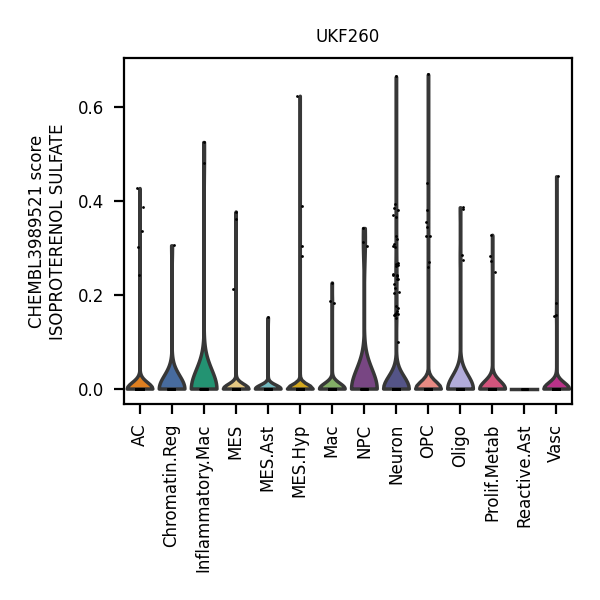 UKF260
CHEMBL3989521 score
ISOPROTERENOL SULFATE
0.6
0.4
0.2
0.0
AC
Chromatin.Reg
Inflammatory.Mac
MES
MES.Ast
MES.Hyp
Mac
NPC
Neuron
OPC
Oligo
Prolif.Metab
Reactive.Ast
Vasc